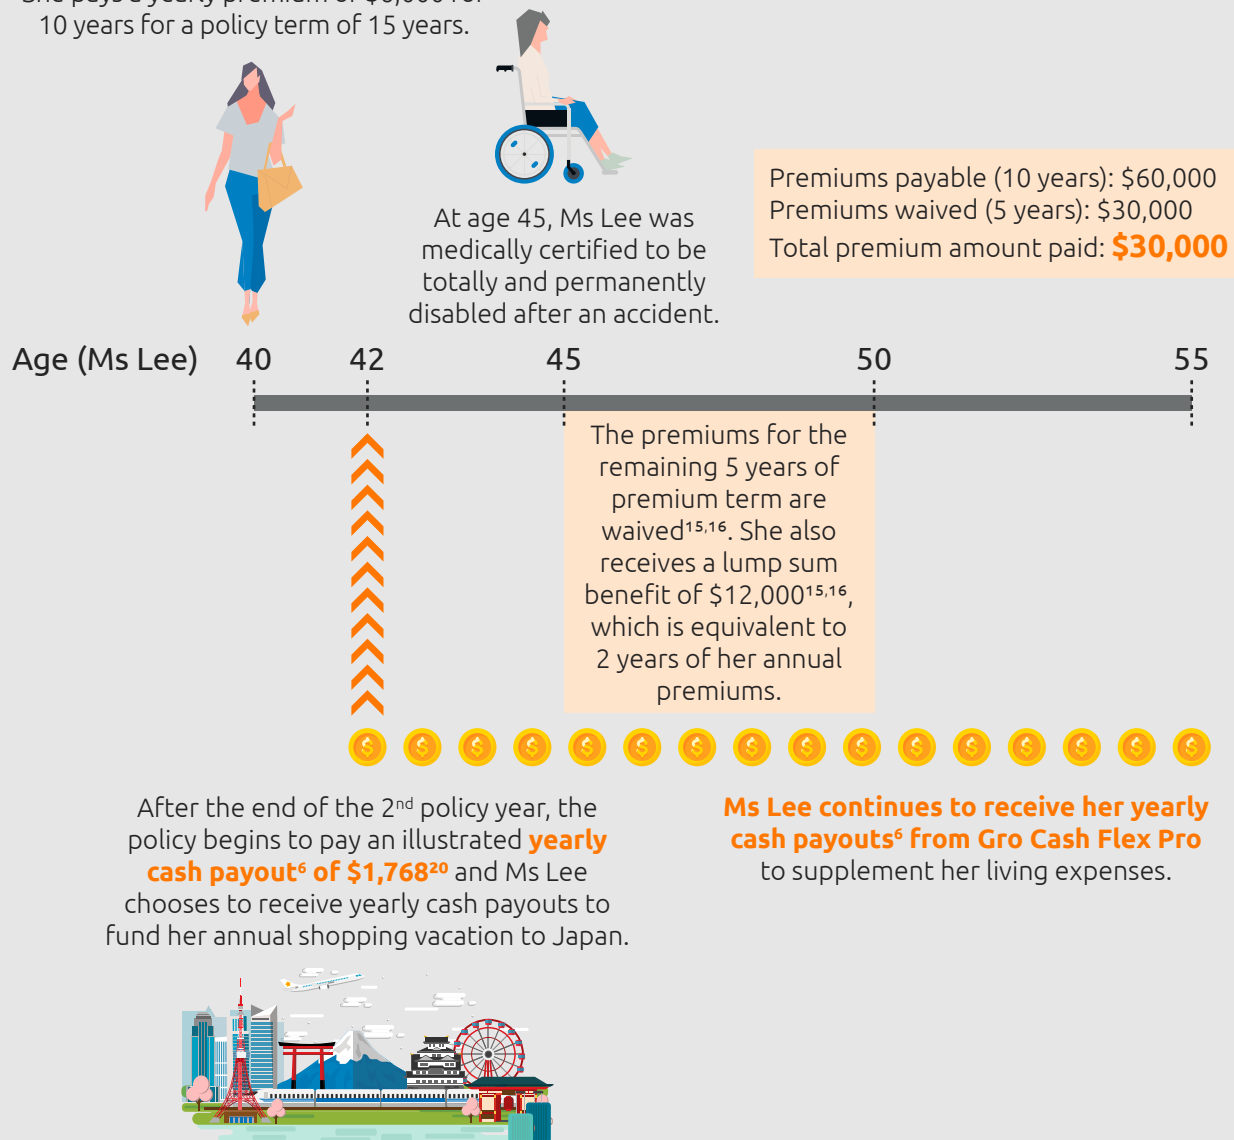 10 years for a policy term of 15 years.
At age 45, Ms Lee was
medically certified to be
totally and permanently
disabled after an accident.
Premiums payable (10 years): $60,000
Premiums waived (5 years): $30,000
Total premium amount paid: $30,000
Age (Ms Lee) 40 42 45 50 55
The premiums for the
remaining 5 years of
premium term are
waived¹⁵,¹⁶. She also
receives a lump sum
benefit of $12,000¹⁵,¹⁶,
which is equivalent to
2 years of her annual
premiums.
After the end of the 2ⁿᵈ policy year, the
policy begins to pay an illustrated yearly
cash payout⁶ of $1,768²⁰ and Ms Lee
chooses to receive yearly cash payouts to
fund her annual shopping vacation to Japan.
Ms Lee continues to receive her yearly
cash payouts⁶ from Gro Cash Flex Pro
to supplement her living expenses.